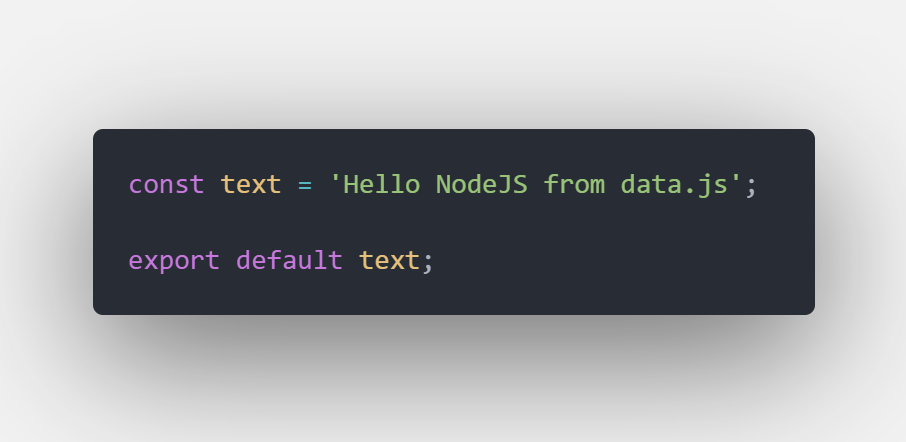 const text = 'Hello NodeJS from data.js';
export default text;